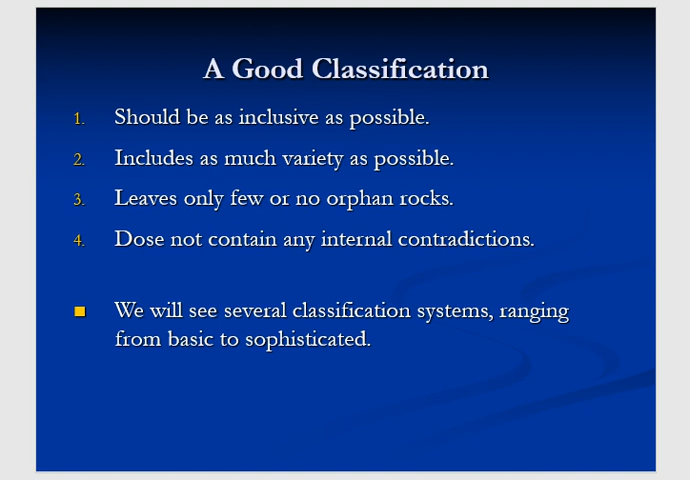 A Good Classification
1. Should be as inclusive as possible.
2. Includes as much variety as possible.
3. Leaves only few or no orphan rocks.
4. Dose not contain any internal contradictions.
We will see several classification systems, ranging
from basic to sophisticated.